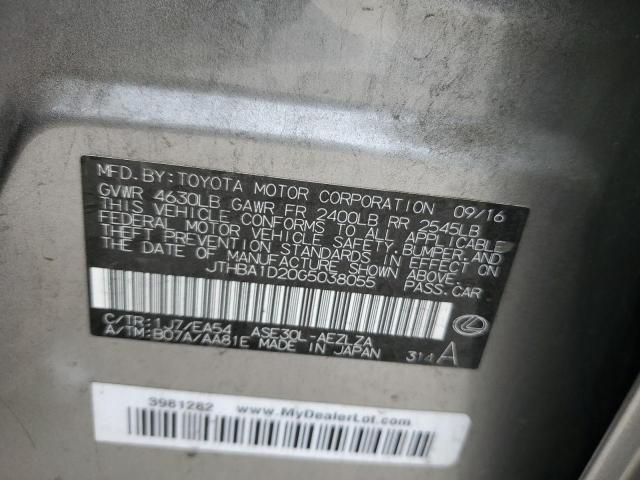 MFD. BY: TOYOTA MOTOR CORPORATION 09/16
GVWR 4630LB GAWR FR 2400LB RR 2545LB
THIS VEHICLE CONFORMS TO ALL APPLICABLE
FEDERAL MOTOR VEHICLE SAFETY, BUMPER, AND
THEFT PREVENTION STANDARDS IN EFFECT ON
THE DATE OF MANUFACTURE SHOWN ABOVE.
JTHBA1D20G5038055 PASS.CAR
C/TR: 1J7/EA54 ASE30L-AEZLZA
A/TM: B07A/AA81E MADE IN JAPAN 314 A
3981262 www.MyDealerLot.com